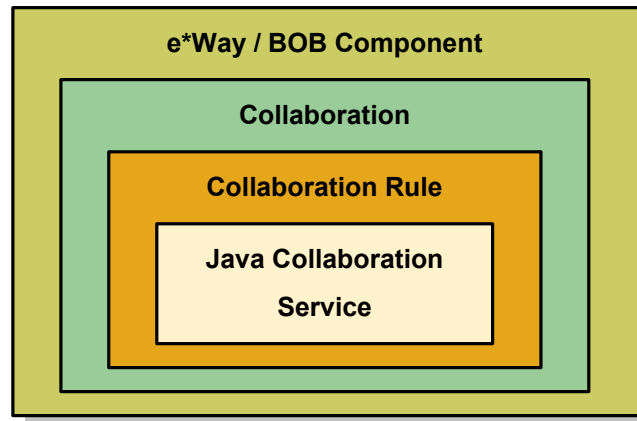 e*Way / BOB Component
Collaboration
Collaboration Rule
Java Collaboration
Service